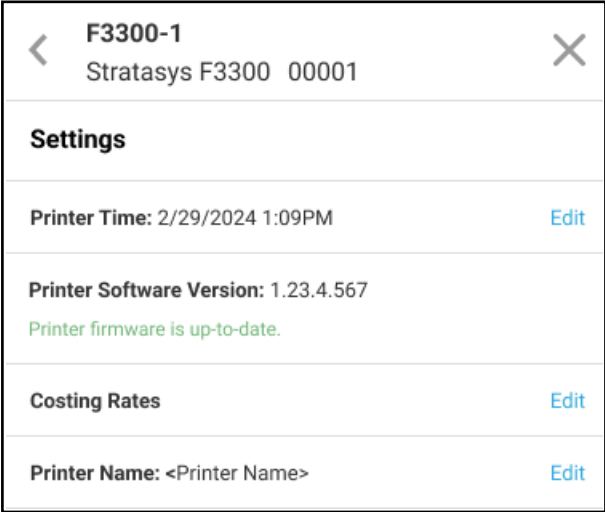 F3300-1
Stratasys F3300 00001
Settings
Printer Time: 2/29/2024 1:09PM Edit
Printer Software Version: 1.23.4.567
Printer firmware is up-to-date.
Costing Rates Edit
Printer Name: <Printer Name> Edit